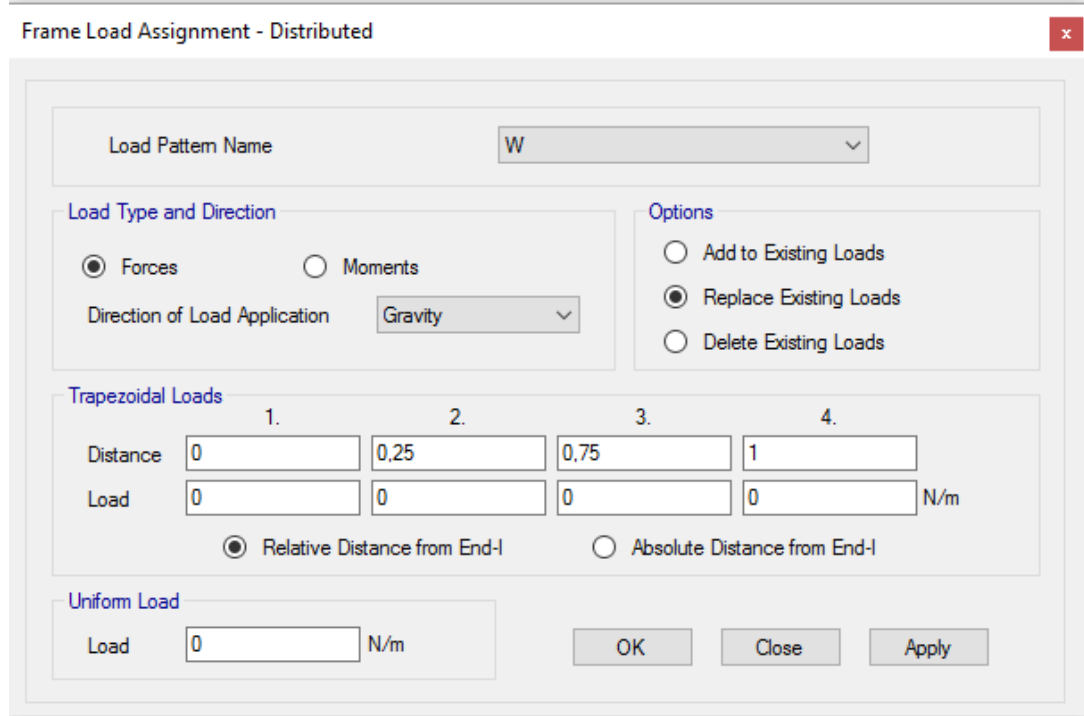 Frame Load Assignment - Distributed
x
Load Pattern Name W
Load Type and Direction
Forces Moments
Direction of Load Application Gravity
Options
Add to Existing Loads
Replace Existing Loads
Delete Existing Loads
Trapezoidal Loads
1. 2. 3. 4.
Distance 0 0,25 0,75 1
Load 0 0 0 0 N/m
Relative Distance from End-I Absolute Distance from End-I
Uniform Load
Load 0 N/m
OK Close Apply